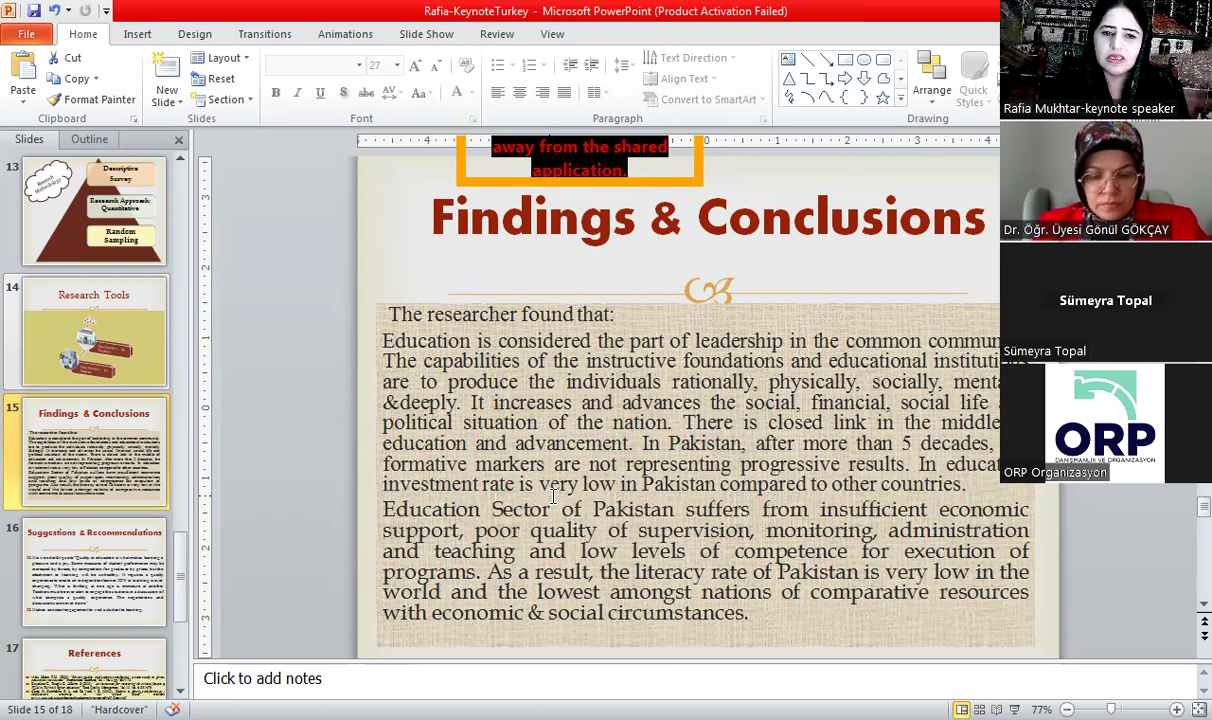 Rafia-KeynoteTurkey - Microsoft PowerPoint (Product Activation Failed)
File Home Insert Design Transitions Animations Slide Show Review View
Paste
Cut
Copy
Format Painter
Clipboard
New
Slide
Layout
Reset
Section
Slides
27
B I U S abc AV Aa A
Font
Text Direction
Align Text
Convert to SmartArt
Paragraph
Arrange
Quick
Styles
Drawing
Slides Outline
13
Research
Methodology
Descriptive
Survey
Research Approach:
Quantitative
Random
Sampling
14
Research Tools
15
Findings & Conclusions
16
Suggestions & Recommendations
17
References
away from the shared
application.
Findings & Conclusions
The researcher found that:
Education is considered the part of leadership in the common commun
The capabilities of the instructive foundations and educational instituti
are to produce the individuals rationally, physically, socially, menta
&deeply. It increases and advances the social, financial, social life
political situation of the nation. There is closed link in the middle
education and advancement. In Pakistan, after more than 5 decades,
formative markers are not representing progressive results. In educat
investment rate is very low in Pakistan compared to other countries.
Education Sector of Pakistan suffers from insufficient economic
support, poor quality of supervision, monitoring, administration
and teaching and low levels of competence for execution of
programs. As a result, the literacy rate of Pakistan is very low in the
world and the lowest amongst nations of comparative resources
with economic & social circumstances.
Click to add notes
Slide 15 of 18 "Hardcover" 77%
Rafia Mukhtar-keynote speaker
Dr. Öğr. Üyesi Gönül GÖKÇAY
Sümeyra Topal
Sümeyra Topal
ORP
DANIŞMANLIK VE ORGANİZASYON
ORP Organizasyon